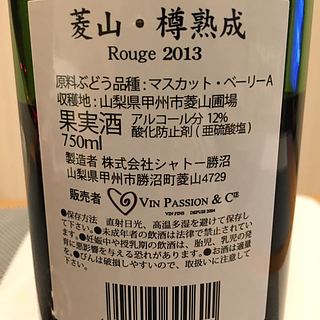 菱山・樽熟成
Rouge 2013
原料ぶどう品種:マスカット・ベーリーA
収穫地:山梨県甲州市菱山圃場
果実酒 アルコール分 12%
750ml 酸化防止剤(亜硫酸塩)
製造者 株式会社シャトー勝沼
山梨県甲州市勝沼町菱山4729
販売者 VIN PASSION & CIE
VIN FINS DEPUIS 2004
●保存方法 直射日光、高温多湿を避けて保存し
て下さい。●未成年者の飲酒は法律で禁止されてい
ます。●妊娠中や授乳期の飲酒は、胎児、乳児の発
育に悪影響を与える恐れがあります。●お酒は適量
を。●びんは破損しやすいので、取扱いに注意して
下さい。